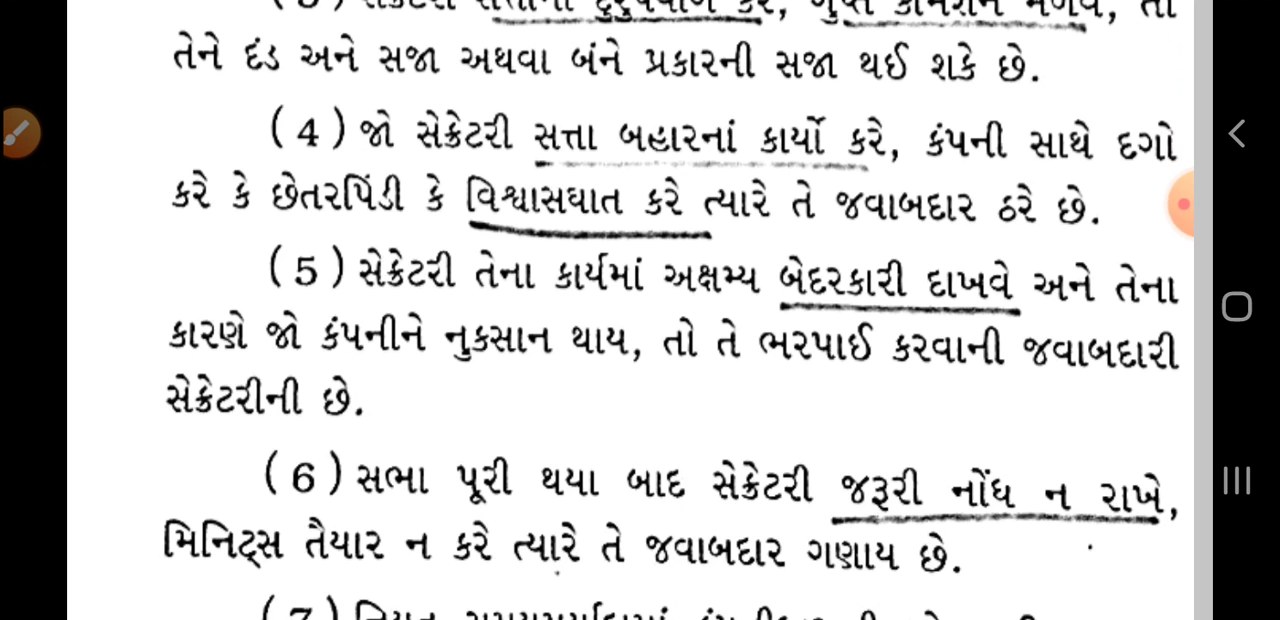 તેને દંડ અને સજા અથવા બંને પ્રકારની સજા થઈ શકે છે.
(4) જો સેક્રેટરી સત્તા બહારનાં કાર્યો કરે, કંપની સાથે દગો
કરે કે છેતરપિંડી કે વિશ્વાસઘાત કરે ત્યારે તે જવાબદાર ઠરે છે.
(5) સેક્રેટરી તેના કાર્યમાં અક્ષમ્ય બેદરકારી દાખવે અને તેના
કારણે જો કંપનીને નુકસાન થાય, તો તે ભરપાઈ કરવાની જવાબદારી
સેક્રેટરીની છે.
(6) સભા પૂરી થયા બાદ સેક્રેટરી જરૂરી નોંધ ન રાખે,
મિનિટ્સ તૈયાર ન કરે ત્યારે તે જવાબદાર ગણાય છે.